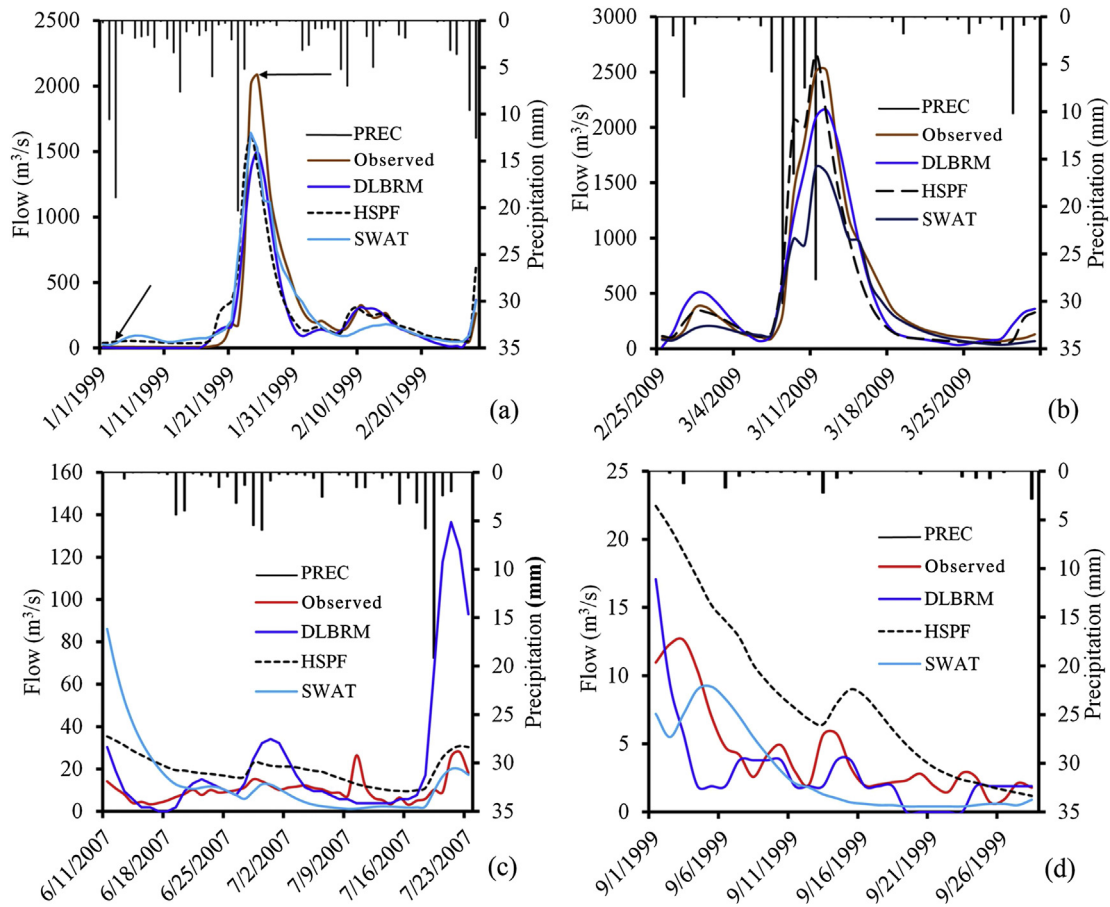 2500
2000
1500
1000
500
0
Flow (m³/s)
0
5
10
15
20
25
30
35
Precipitation (mm)
PREC
Observed
DLBRM
HSPF
SWAT
1/1/1999
1/11/1999
1/21/1999
1/31/1999
2/10/1999
2/20/1999
(a)
3000
2500
2000
1500
1000
500
0
Flow (m³/s)
0
5
10
15
20
25
30
35
Precipitation (mm)
PREC
Observed
DLBRM
HSPF
SWAT
2/25/2009
3/4/2009
3/11/2009
3/18/2009
3/25/2009
(b)
160
140
120
100
80
60
40
20
0
Flow (m³/s)
0
5
10
15
20
25
30
35
Precipitation (mm)
PREC
Observed
DLBRM
HSPF
SWAT
6/11/2007
6/18/2007
6/25/2007
7/2/2007
7/9/2007
7/16/2007
7/23/2007
(c)
25
20
15
10
5
0
Flow (m³/s)
0
5
10
15
20
25
30
35
Precipitation (mm)
PREC
Observed
DLBRM
HSPF
SWAT
9/1/1999
9/6/1999
9/11/1999
9/16/1999
9/21/1999
9/26/1999
(d)